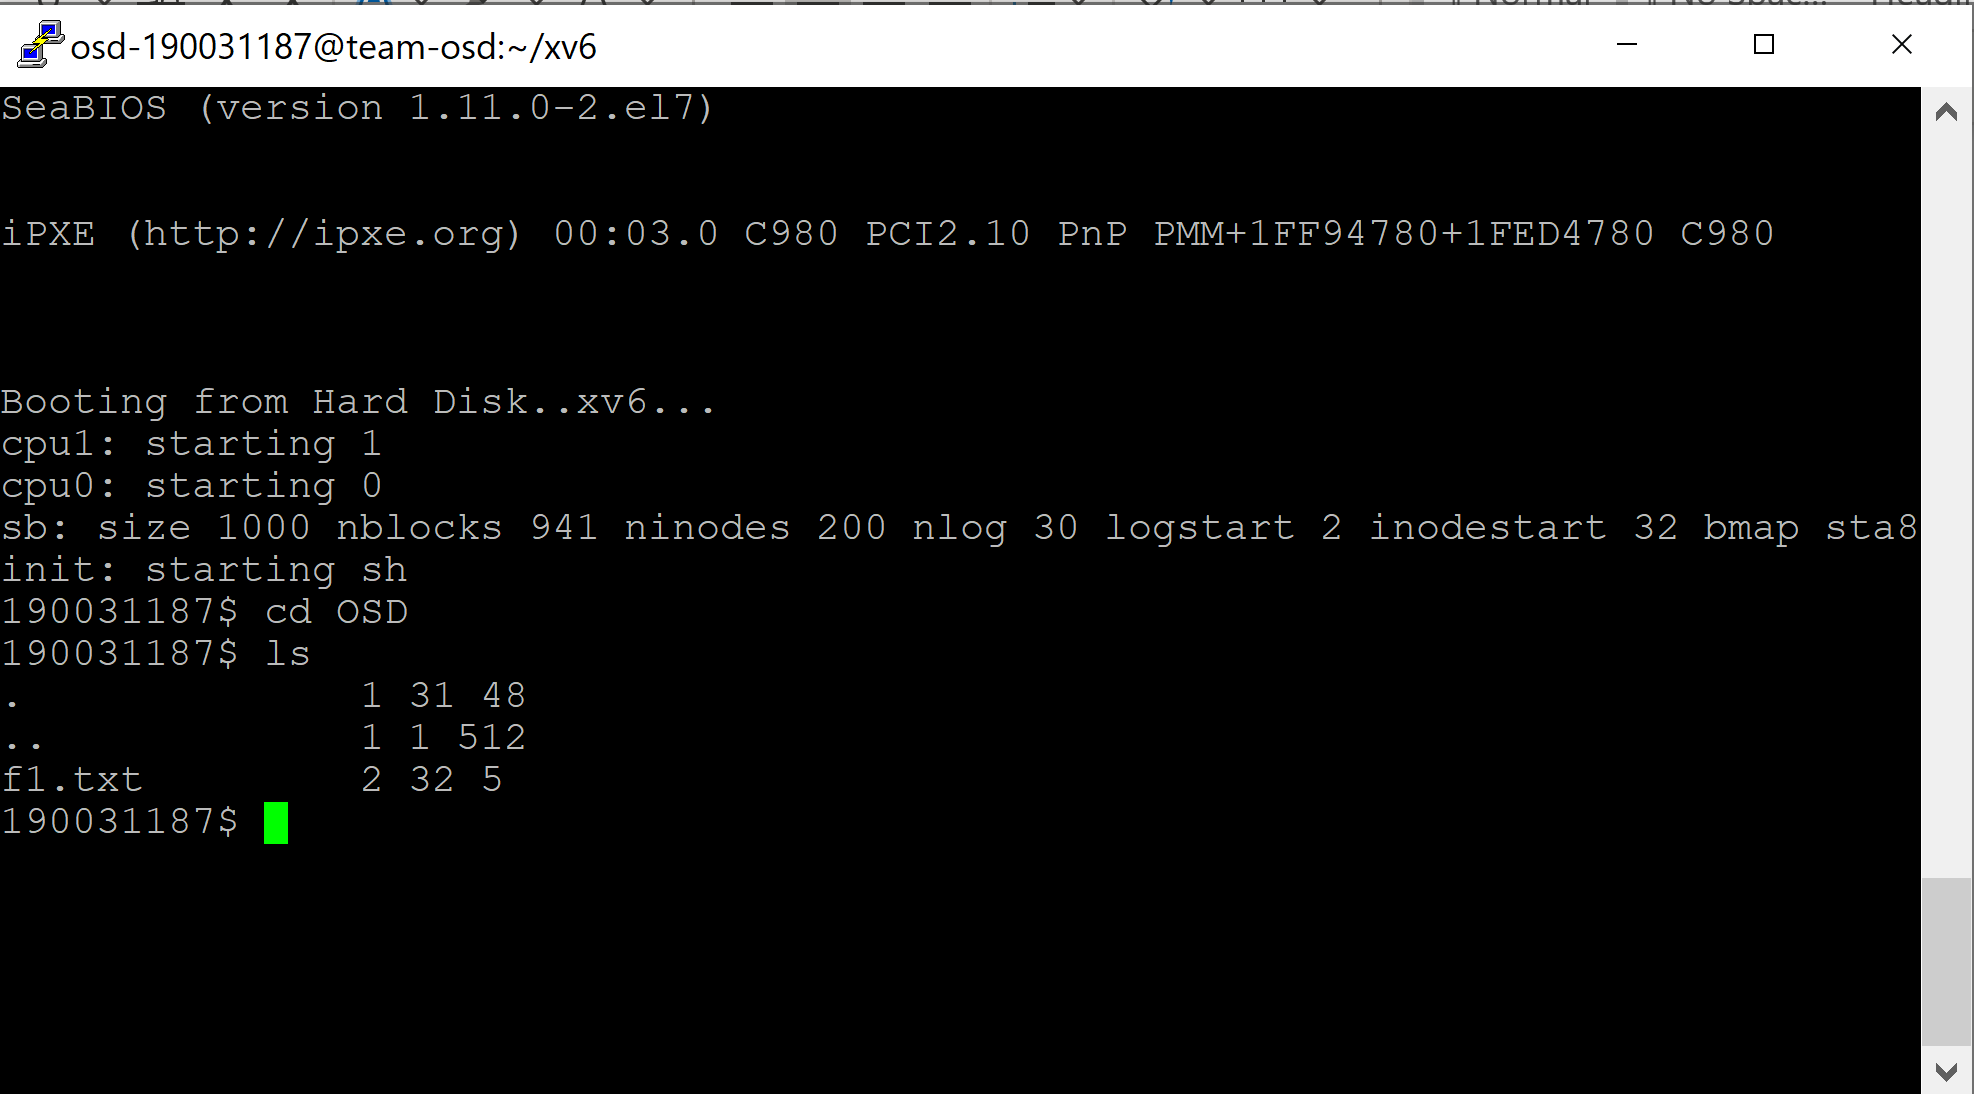 osd-190031187@team-osd:~/xv6
SeaBIOS (version 1.11.0-2.el7)
iPXE (http://ipxe.org) 00:03.0 C980 PCI2.10 PnP PMM+1FF94780+1FED4780 C980
Booting from Hard Disk..xv6...
cpu1: starting 1
cpu0: starting 0
sb: size 1000 nblocks 941 ninodes 200 nlog 30 logstart 2 inodestart 32 bmap sta8
init: starting sh
190031187$ cd OSD
190031187$ ls
. 1 31 48
.. 1 1 512
f1.txt 2 32 5
190031187$